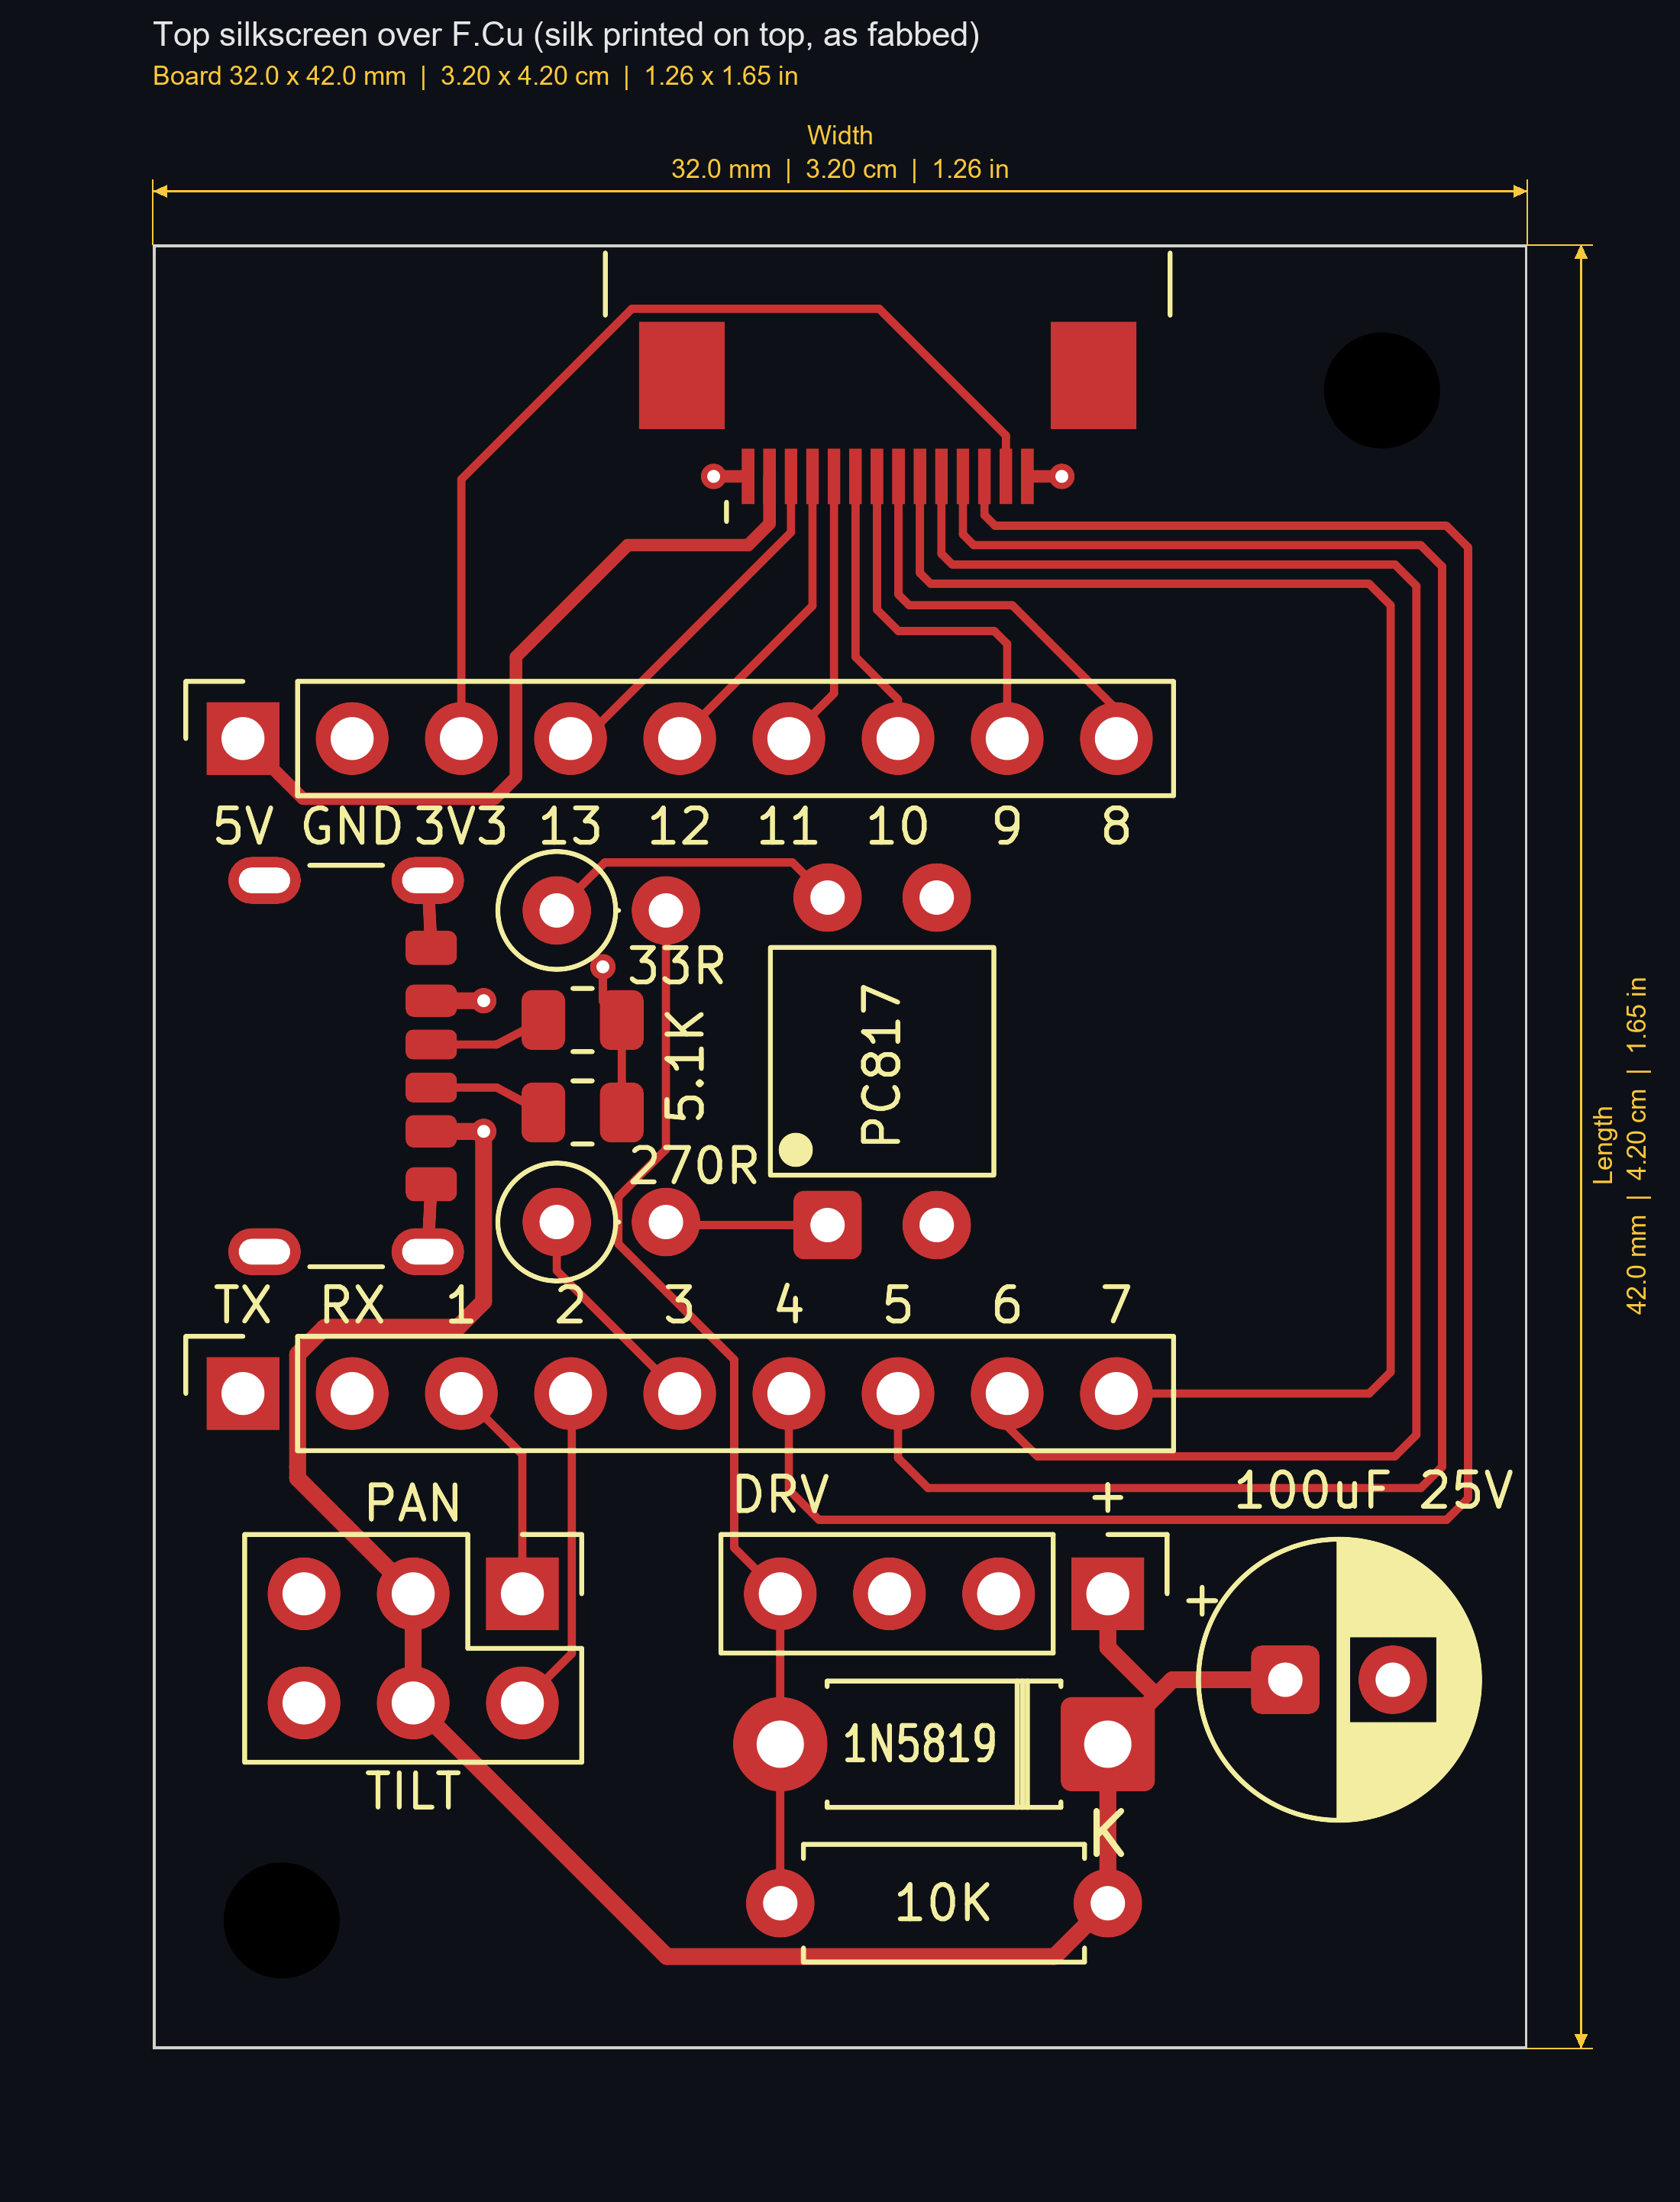 Top silkscreen over F.Cu (silk printed on top, as fabbed)
Board 32.0 x 42.0 mm | 3.20 x 4.20 cm | 1.26 x 1.65 in
Width
32.0 mm | 3.20 cm | 1.26 in
5V GND 3V3 13 12 11 10 9 8
33R
5.1K
PC817
270R
TX RX 1 2 3 4 5 6 7
PAN
DRV
+
100uF 25V
+
1N5819
TILT
K
10K
Length
42.0 mm | 4.20 cm | 1.65 in